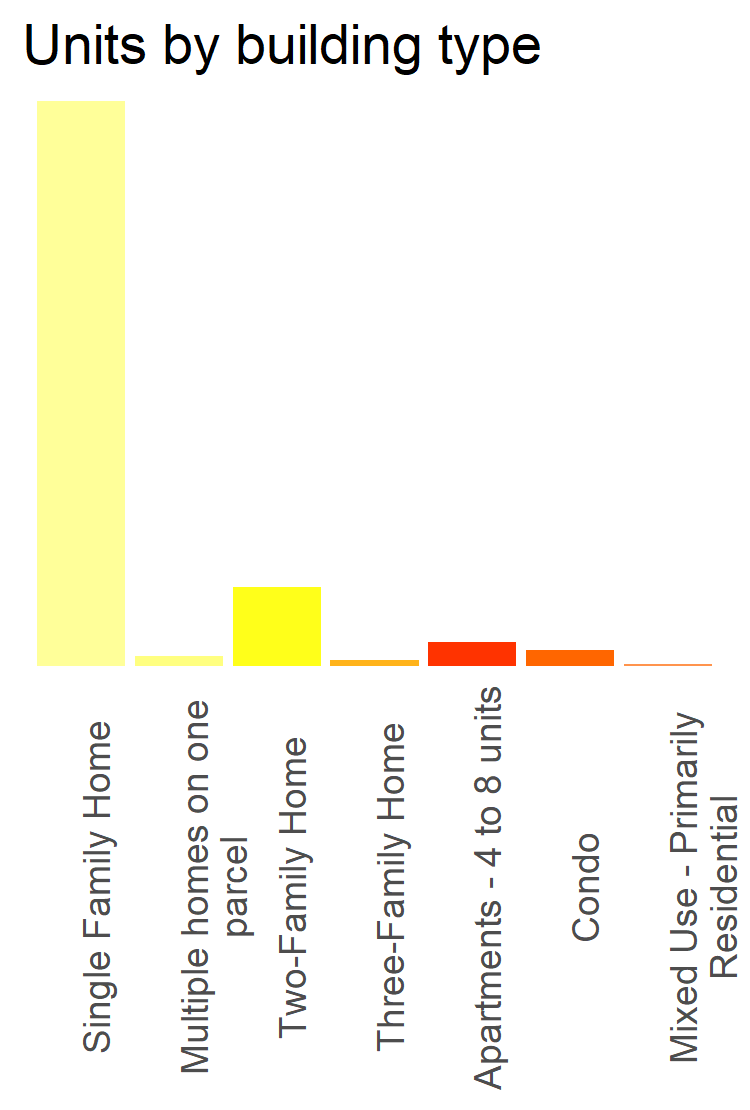 Units by building type
Single Family Home
Multiple homes on one
parcel
Two-Family Home
Three-Family Home
Apartments - 4 to 8 units
Condo
Mixed Use - Primarily
Residential